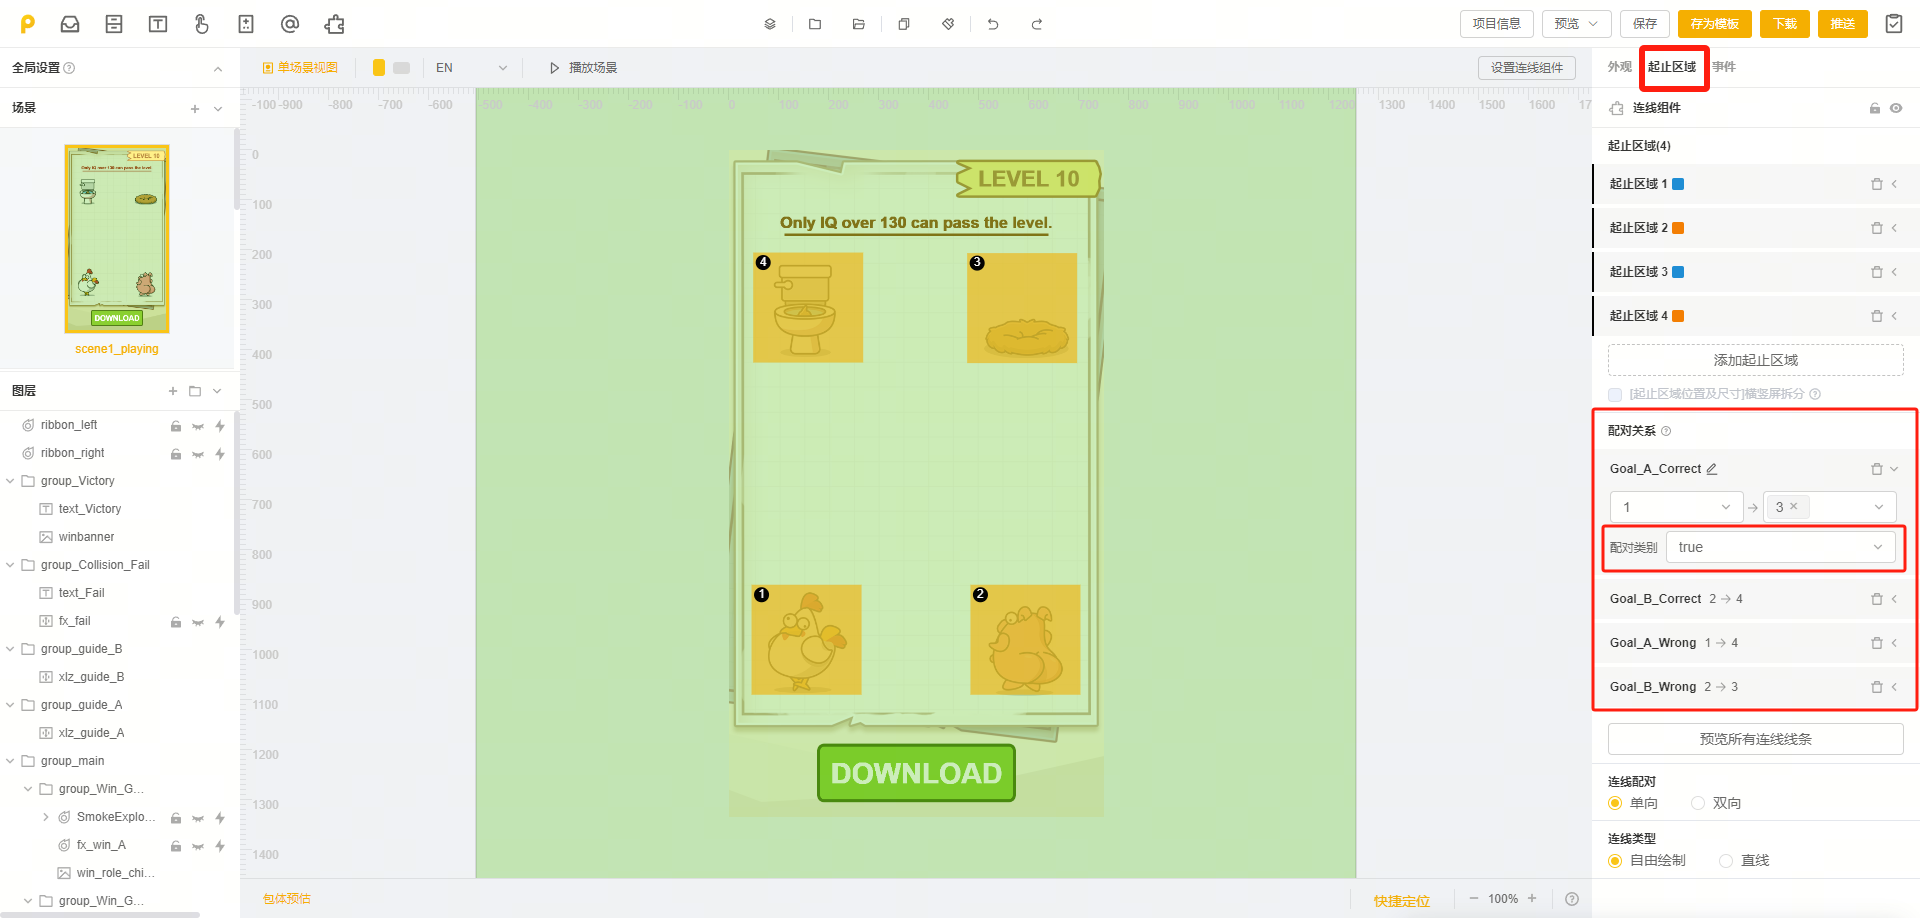 项目信息
预览
保存
存为模板
下载
推送
全局设置
单场景视图
EN
播放场景
设置连线组件
外观
起止区域
事件
场景
连线组件
起止区域(4)
起止区域 1
起止区域 2
起止区域 3
起止区域 4
添加起止区域
[起止区域位置及尺寸]横竖屏拆分
配对关系
Goal_A_Correct
1
3
配对类别
true
Goal_B_Correct 2 → 4
Goal_A_Wrong 1 → 4
Goal_B_Wrong 2 → 3
预览所有连线线条
连线配对
单向
双向
连线类型
自由绘制
直线
LEVEL 10
Only IQ over 130 can pass the level.
DOWNLOAD
scene1_playing
图层
ribbon_left
ribbon_right
group_Victory
text_Victory
winbanner
group_Collision_Fail
text_Fail
fx_fail
group_guide_B
xlz_guide_B
group_guide_A
xlz_guide_A
group_main
group_Win_G...
SmokeExplo...
fx_win_A
win_role_chi...
group_Win_G...
-100 -900 -800 -700 -600 -500 -400 -300 -200 -100 0 100 200 300 400 500 600 700 800 900 1000 1100 1200 1300 1400 1500 1600 17
0
100
200
300
400
500
600
700
800
900
1000
1100
1200
1300
1400
LEVEL 10
Only IQ over 130 can pass the level.
4
3
1
2
DOWNLOAD
包体预估
快捷定位
100%